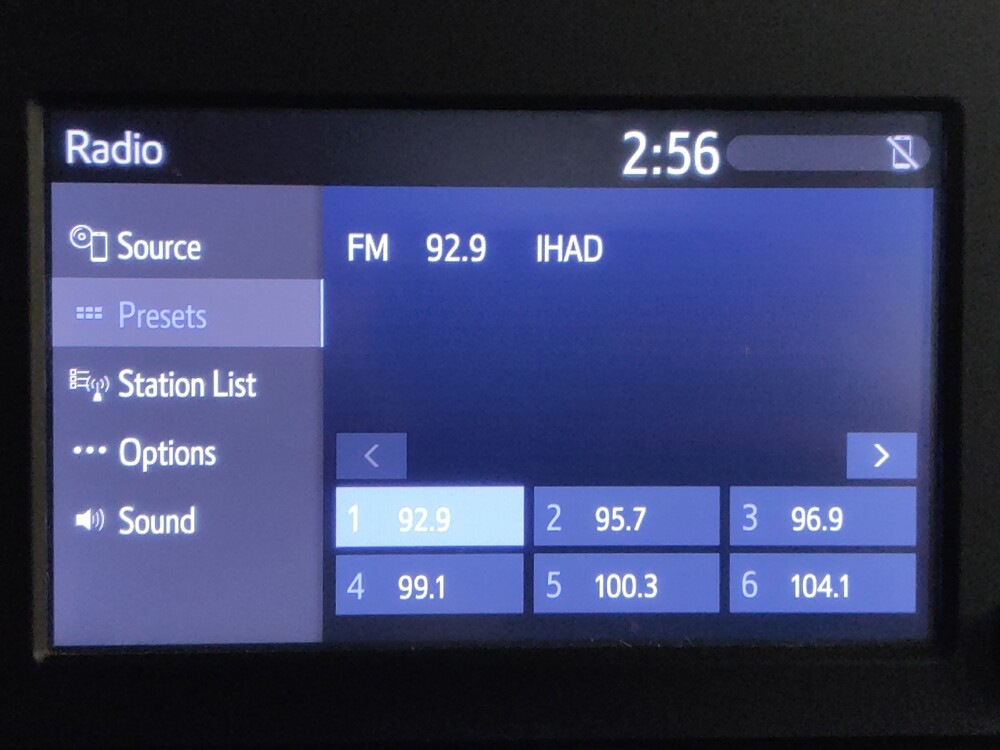 Radio 2:56
Source
Presets
Station List
Options
Sound
FM 92.9 IHAD
<
>
1 92.9
2 95.7
3 96.9
4 99.1
5 100.3
6 104.1